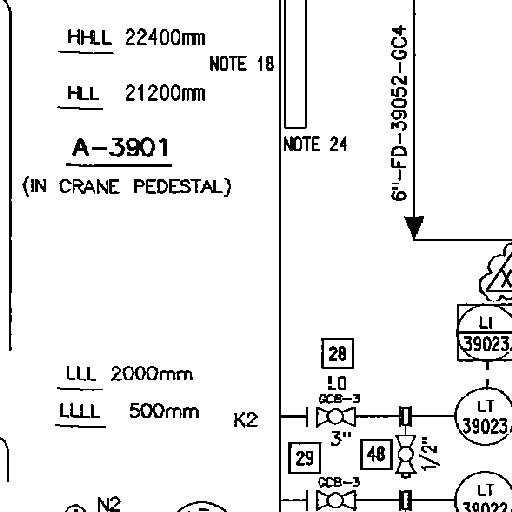 HHLL 22400mm
NOTE 18
HLL 21200mm
A-3901
NOTE 24
(IN CRANE PEDESTAL)
6"-FD-39052-GC4
X
LI
39023
28
LLL 2000mm
LO
GCB-3
LLLL 500mm
K2
3"
LT
39023
29
48
1/2"
GCB-3
LT
39022
N2